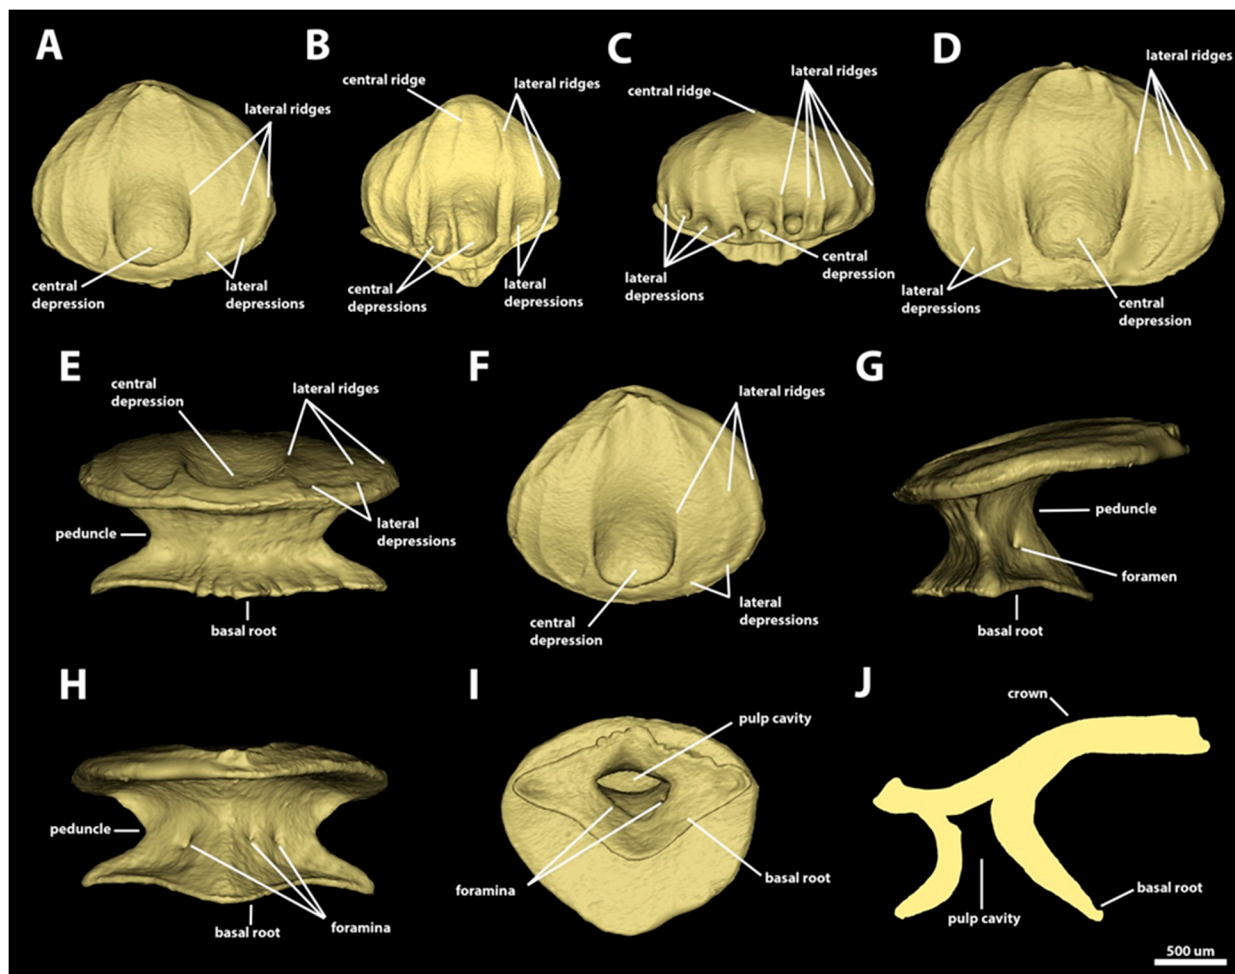 A
lateral ridges
central
depression
lateral
depressions
B
central ridge
lateral ridges
central
depressions
lateral
depressions
C
central ridge
lateral ridges
lateral
depressions
central
depression
D
lateral ridges
lateral
depressions
central
depression
E
central
depression
lateral ridges
peduncle
lateral
depressions
basal root
F
lateral ridges
central
depression
lateral
depressions
G
peduncle
foramen
basal root
H
peduncle
basal root
foramina
I
pulp cavity
foramina
basal root
J
crown
basal root
pulp cavity
500 um